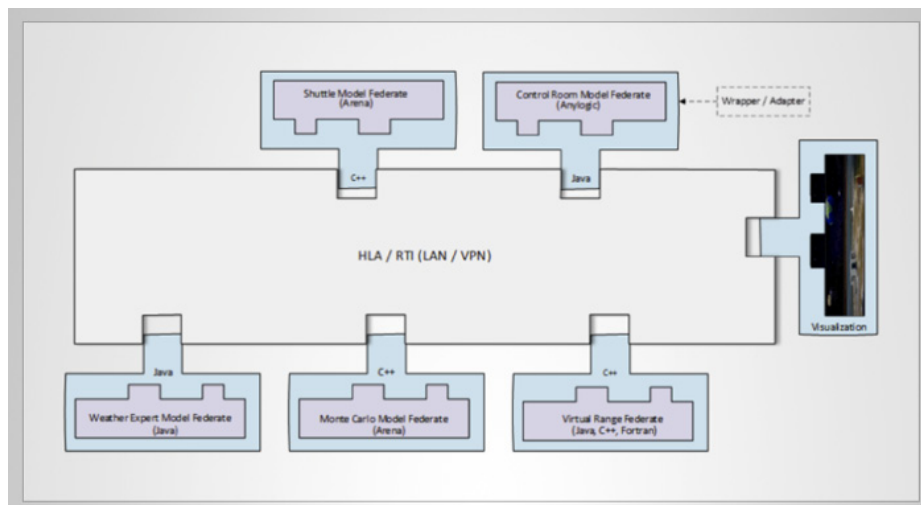 Shuttle Model Federate
(Arena)
Control Room Model Federate
(Anylogic)
Wrapper / Adapter
C++
Java
HLA / RTI (LAN / VPN)
Visualization
Java
C++
C++
Weather Expert Model Federate
(Java)
Monte Carlo Model Federate
(Arena)
Virtual Range Federate
(Java, C++, Fortran)